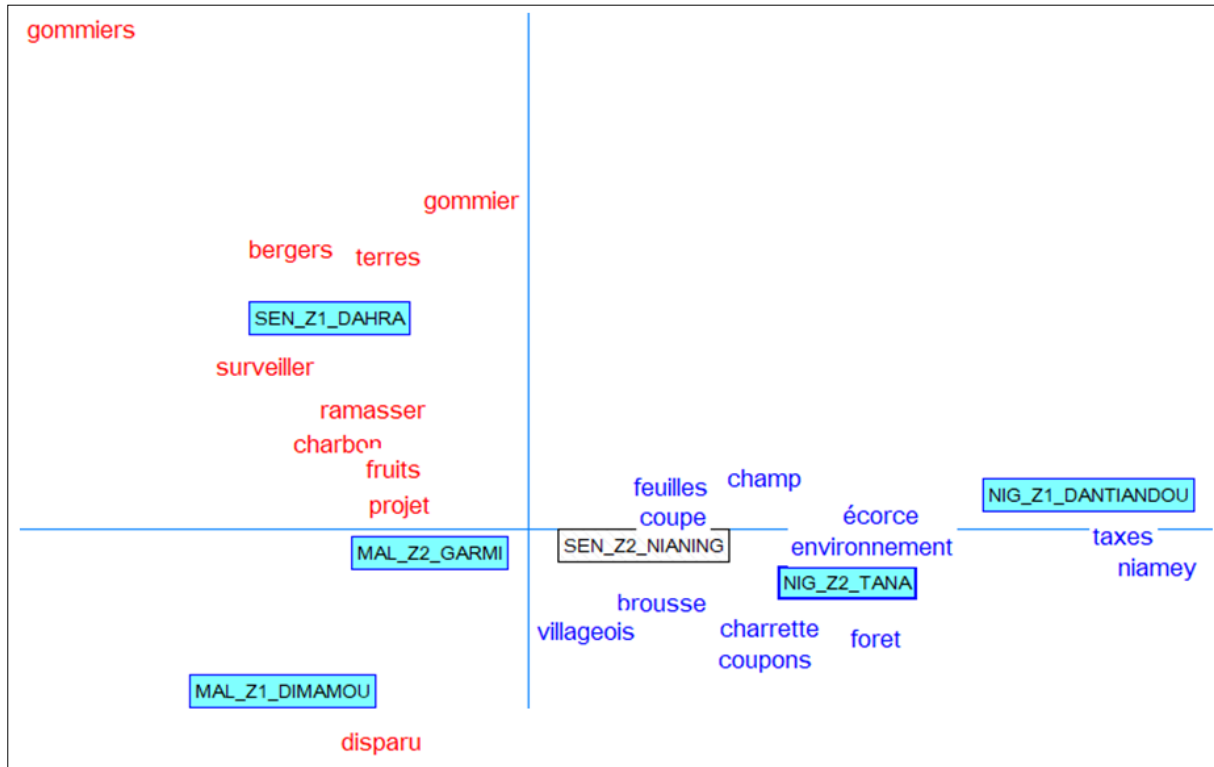 gommiers
gommier
bergers
terres
SEN_Z1_DAHRA
surveiller
ramasser
charbon
fruits
projet
feuilles
champ
NIG_Z1_DANTIANDOU
coupe
écorce
taxes
MAL_Z2_GARMI
SEN_Z2_NIANING
environnement
niamey
NIG_Z2_TANA
brousse
villageois
charrette
foret
coupons
MAL_Z1_DIMAMOU
disparu